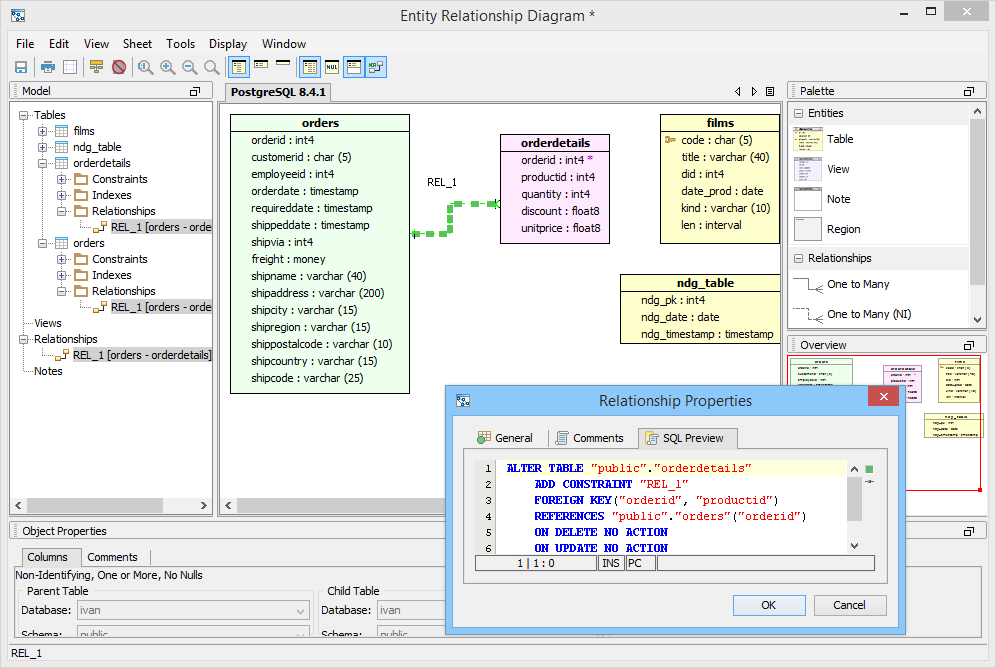 Entity Relationship Diagram *
File Edit View Sheet Tools Display Window
Model
PostgreSQL 8.4.1
Palette
Tables
films
ndg_table
orderdetails
Constraints
Indexes
Relationships
REL_1 [orders - orde
orders
Constraints
Indexes
Relationships
REL_1 [orders - orde
Views
Relationships
REL_1 [orders - orderdetails]
Notes
orders
orderid : int4
customerid : char (5)
employeeid : int4
orderdate : timestamp
requireddate : timestamp
shippeddate : timestamp
shipvia : int4
freight : money
shipname : varchar (40)
shipaddress : varchar (200)
shipcity : varchar (15)
shipregion : varchar (15)
shippostalcode : varchar (10)
shipcountry : varchar (15)
shipcode : varchar (25)
REL_1
orderdetails
orderid : int4 *
productid : int4
quantity : int4
discount : float8
unitprice : float8
films
code : char (5)
title : varchar (40)
did : int4
date_prod : date
kind : varchar (10)
len : interval
ndg_table
ndg_pk : int4
ndg_date : date
ndg_timestamp : timestamp
Entities
Table
View
Note
Region
Relationships
One to Many
One to Many (NI)
Overview
Relationship Properties
General Comments SQL Preview
1 ALTER TABLE "public"."orderdetails"
2 ADD CONSTRAINT "REL_1"
3 FOREIGN KEY("orderid", "productid")
4 REFERENCES "public"."orders"("orderid")
5 ON DELETE NO ACTION
6 ON UPDATE NO ACTION
1 | 1 : 0 INS PC
OK Cancel
Object Properties
Columns Comments
Non-Identifying, One or More, No Nulls
Parent Table Child Table
Database: ivan Database: ivan
Schema: public Schema: public
REL_1